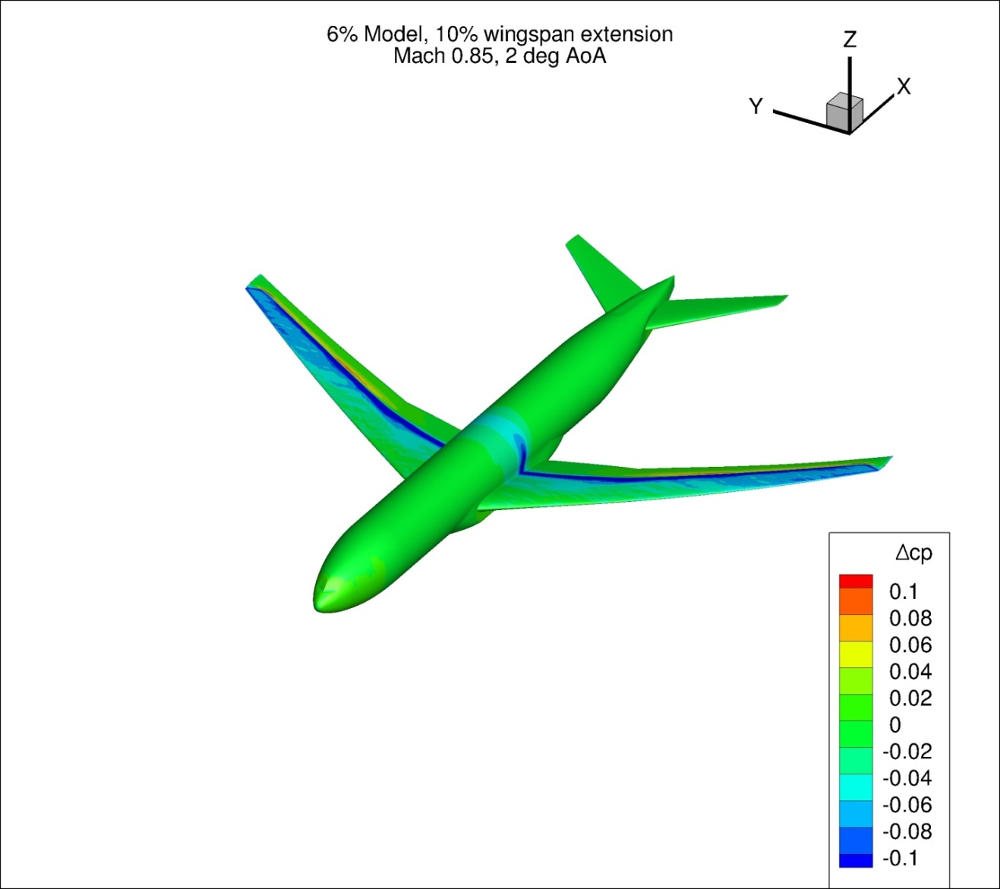 6% Model, 10% wingspan extension
Mach 0.85, 2 deg AoA
Z
X
Y
Δcp
0.1
0.08
0.06
0.04
0.02
0
-0.02
-0.04
-0.06
-0.08
-0.1